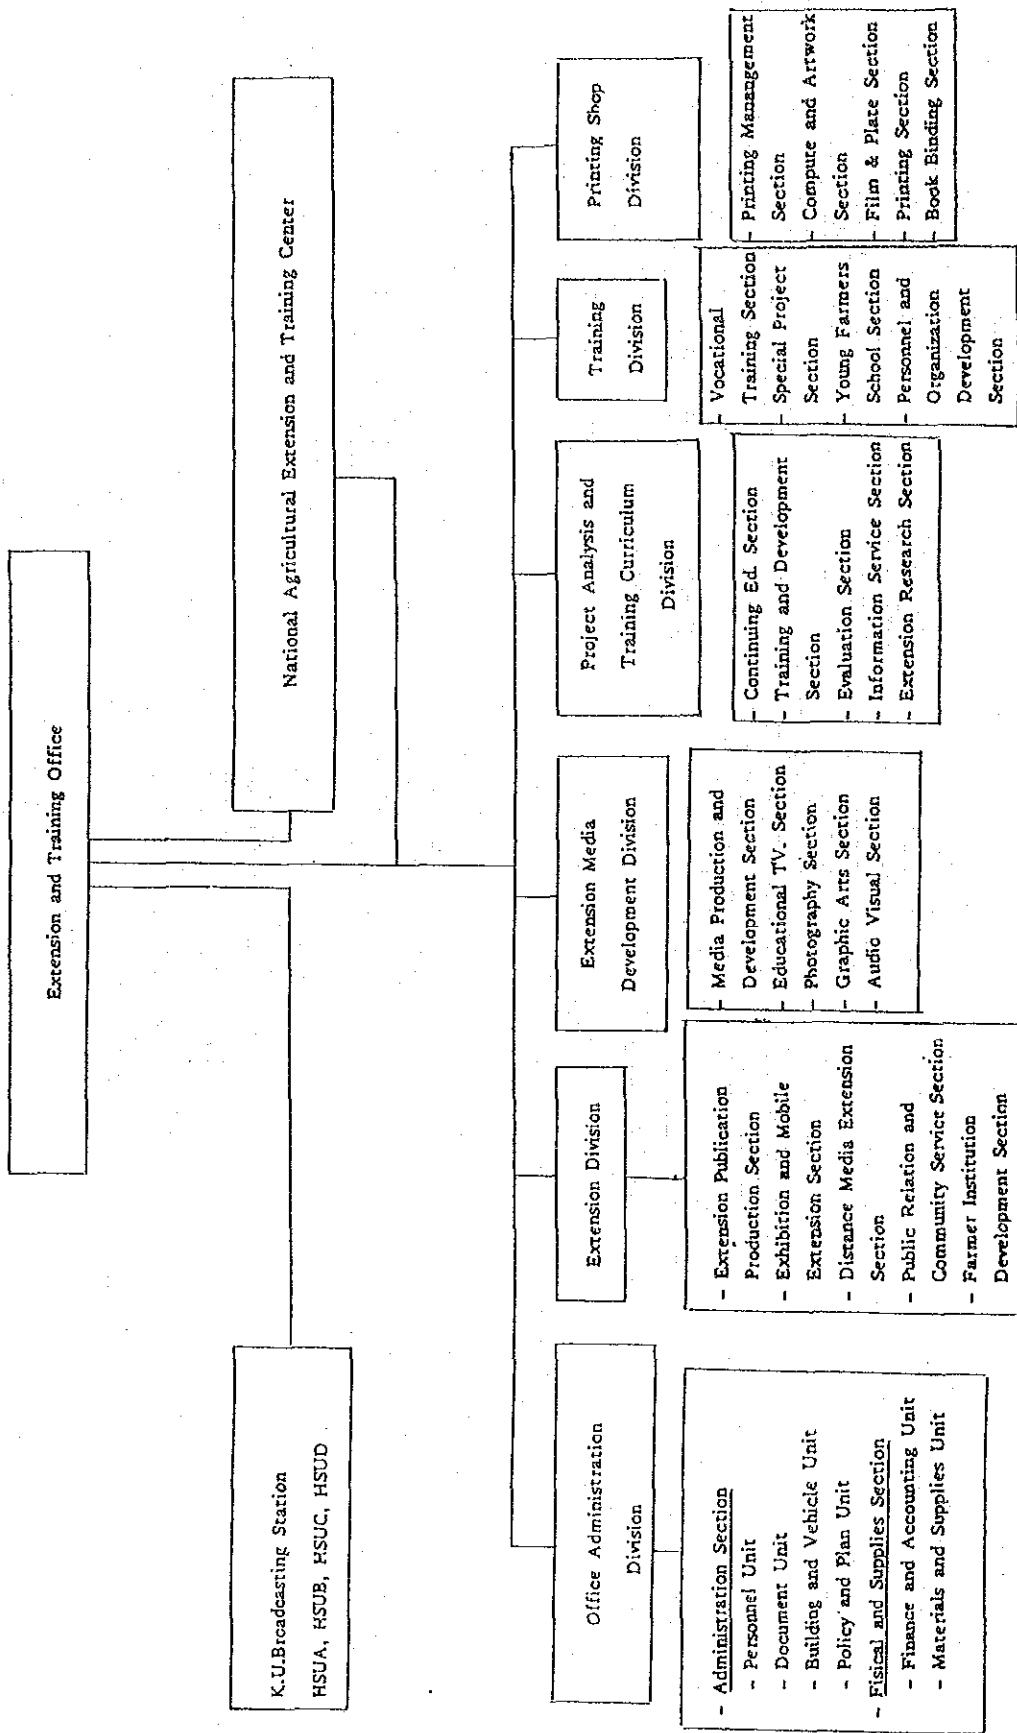 Extension and Training Office
K.U.Brcadcasting Station
HSUA, HSUB, HSUC, HSUD
National Agricultural Extension and Training Center
Office Administration
Division
Extension Division
Extension Media
Development Division
Project Analysis and
Training Curriculum
Division
Training
Division
Printing Shop
Division
- Administration Section
- Personnel Unit
- Document Unit
- Building and Vehicle Unit
- Policy and Plan Unit
- Fisical and Supplies Section
- Finance and Accounting Unit
- Materials and Supplies Unit
- Extension Publication
Production Section
- Exhibition and Mobile
Extension Section
- Distance Media Extension
Section
- Public Relation and
Community Service Section
- Farmer Institution
Development Section
- Media Production and
Development Section
- Educational TV. Section
- Photography Section
- Graphic Arts Section
- Audio Visual Section
- Continuing Ed. Section
- Training and Development
Section
- Evaluation Section
- Information Service Section
- Extension Research Section
- Vocational
Training Section
- Special Project
Section
- Young Farmers
School Section
- Personnel and
Organization
Development
Section
- Printing Manangement
Section
- Compute and Artwork
Section
- Film & Plate Section
- Printing Section
- Book Binding Section